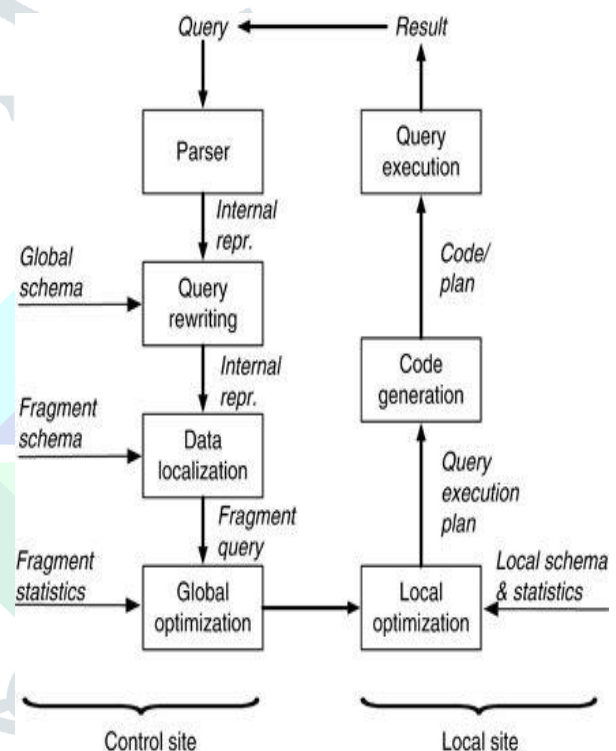 Query
Result
Parser
Query
execution
Internal
repr.
Global
schema
Query
rewriting
Code/
plan
Internal
repr.
Code
generation
Fragment
schema
Data
localization
Query
execution
plan
Fragment
query
Fragment
statistics
Global
optimization
Local
optimization
Local schema
& statistics
Control site
Local site